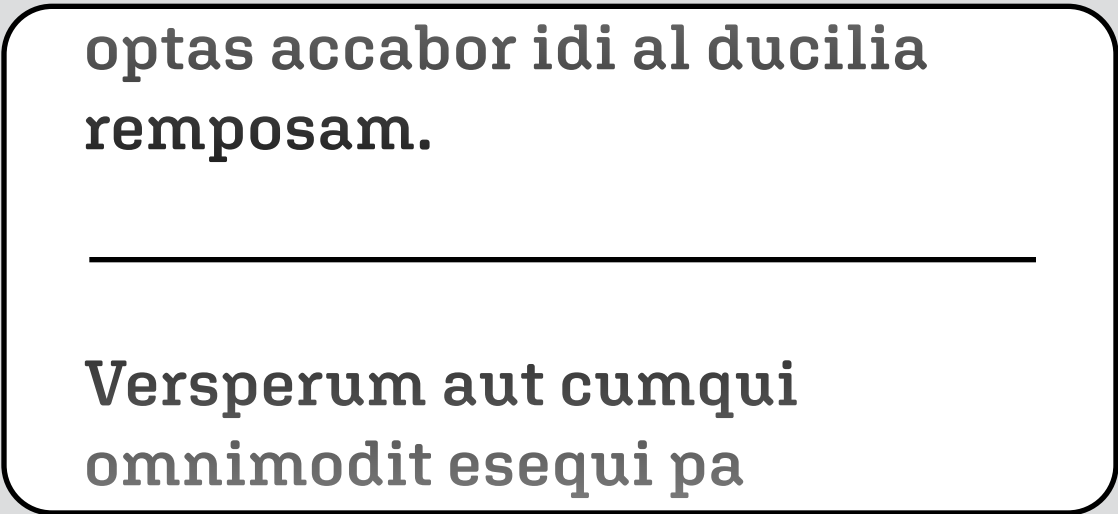 optas accabor idi al ducilia
remposam.
Versperum aut cumqui
omnimodit esequi pa